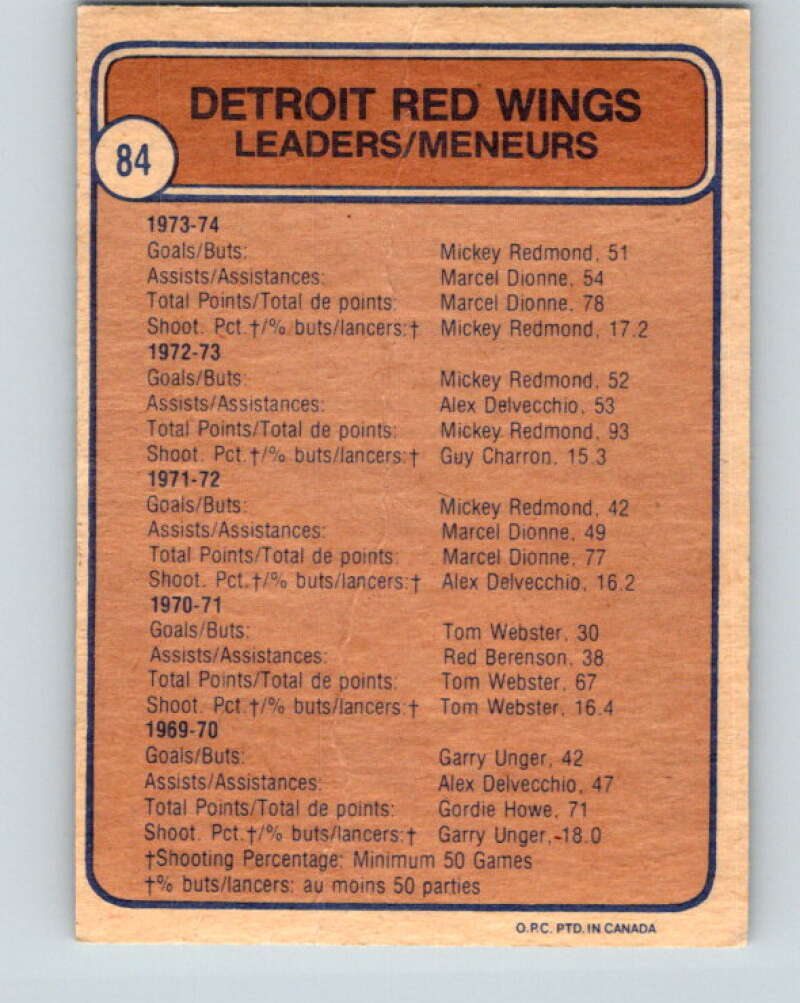 DETROIT RED WINGS
LEADERS/MENEURS
84
1973-74
Goals/Buts: Mickey Redmond, 51
Assists/Assistances: Marcel Dionne, 54
Total Points/Total de points: Marcel Dionne, 78
Shoot. Pct.†/% buts/lancers:† Mickey Redmond, 17.2
1972-73
Goals/Buts: Mickey Redmond, 52
Assists/Assistances: Alex Delvecchio, 53
Total Points/Total de points: Mickey Redmond, 93
Shoot. Pct.†/% buts/lancers:† Guy Charron, 15.3
1971-72
Goals/Buts: Mickey Redmond, 42
Assists/Assistances: Marcel Dionne, 49
Total Points/Total de points: Marcel Dionne, 77
Shoot. Pct.†/% buts/lancers:† Alex Delvecchio, 16.2
1970-71
Goals/Buts: Tom Webster, 30
Assists/Assistances: Red Berenson, 38
Total Points/Total de points: Tom Webster, 67
Shoot. Pct.†/% buts/lancers:† Tom Webster, 16.4
1969-70
Goals/Buts: Garry Unger, 42
Assists/Assistances: Alex Delvecchio, 47
Total Points/Total de points: Gordie Howe, 71
Shoot. Pct.†/% buts/lancers:† Garry Unger, 18.0
†Shooting Percentage: Minimum 50 Games
†% buts/lancers: au moins 50 parties
O.P.C. PTD. IN CANADA